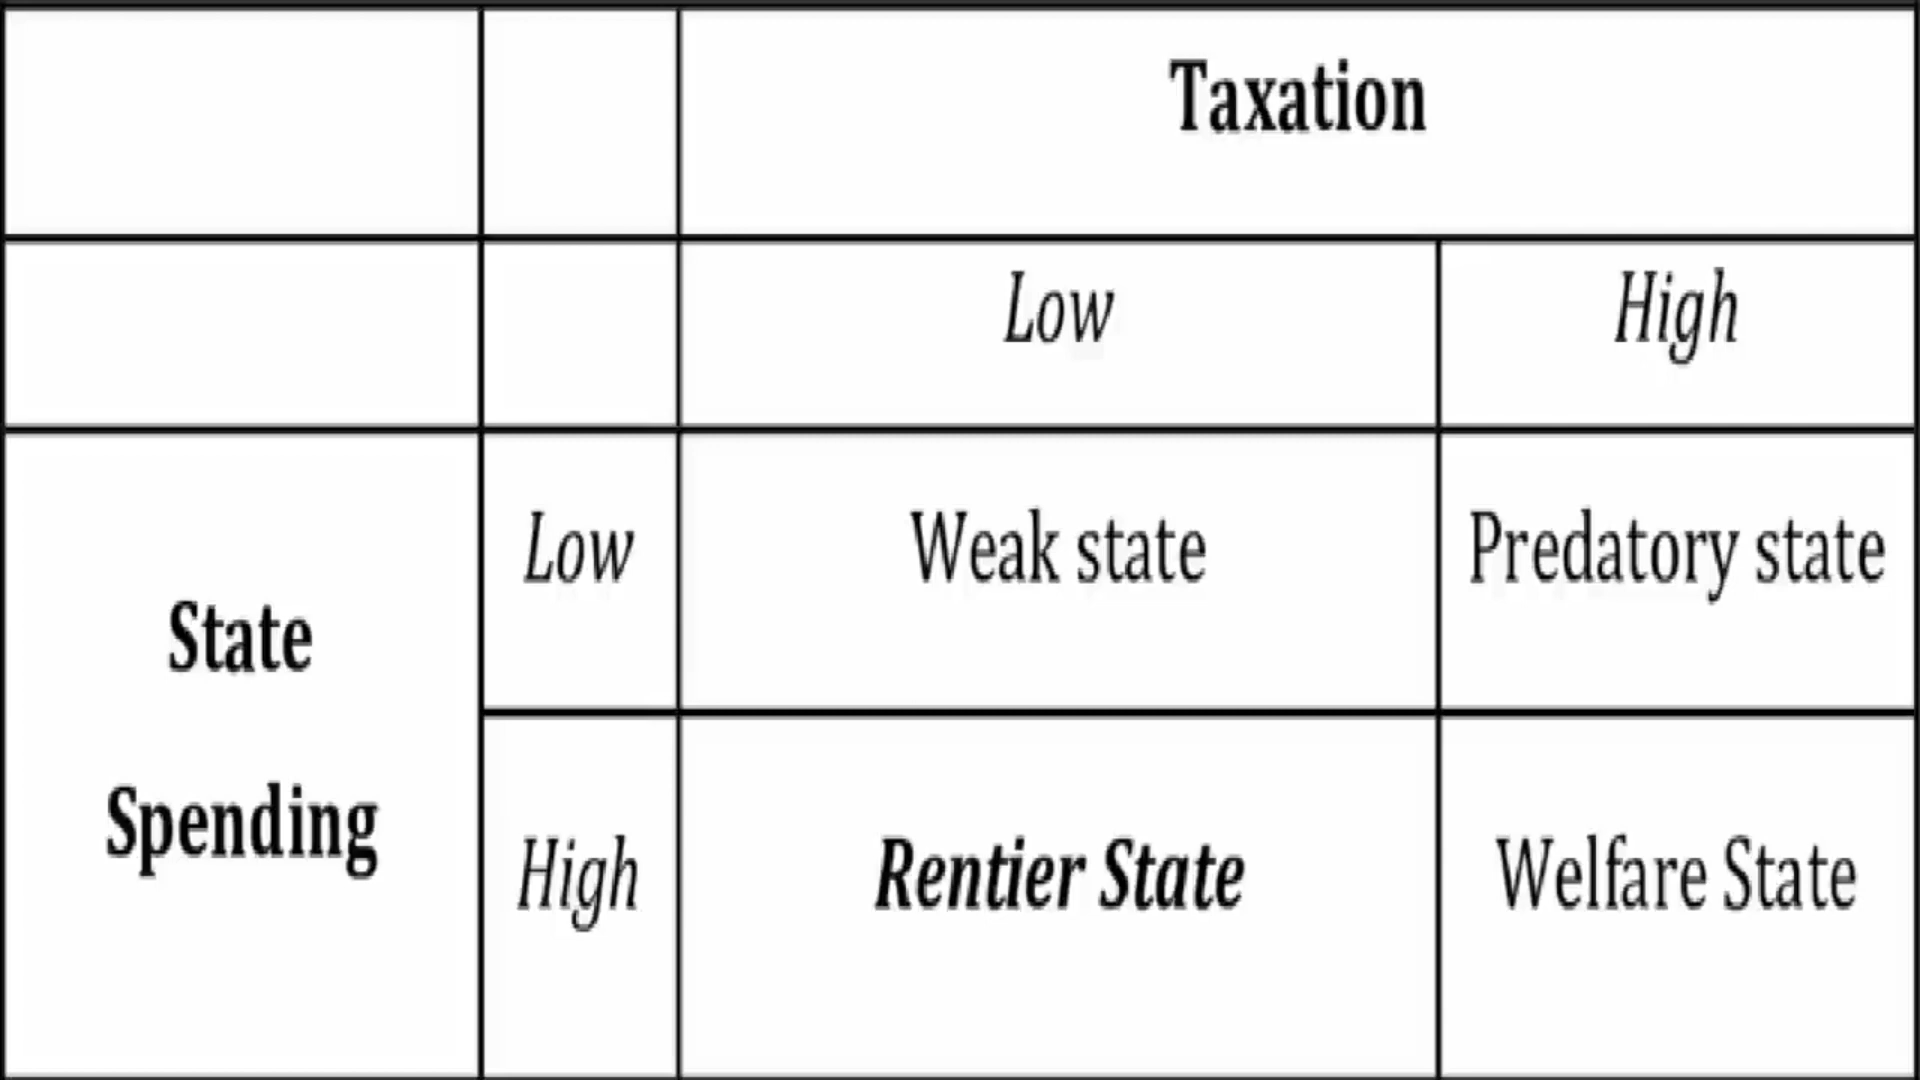 Taxation
Low
High
State
Spending
Low
Weak state
Predatory state
High
Rentier State
Welfare State